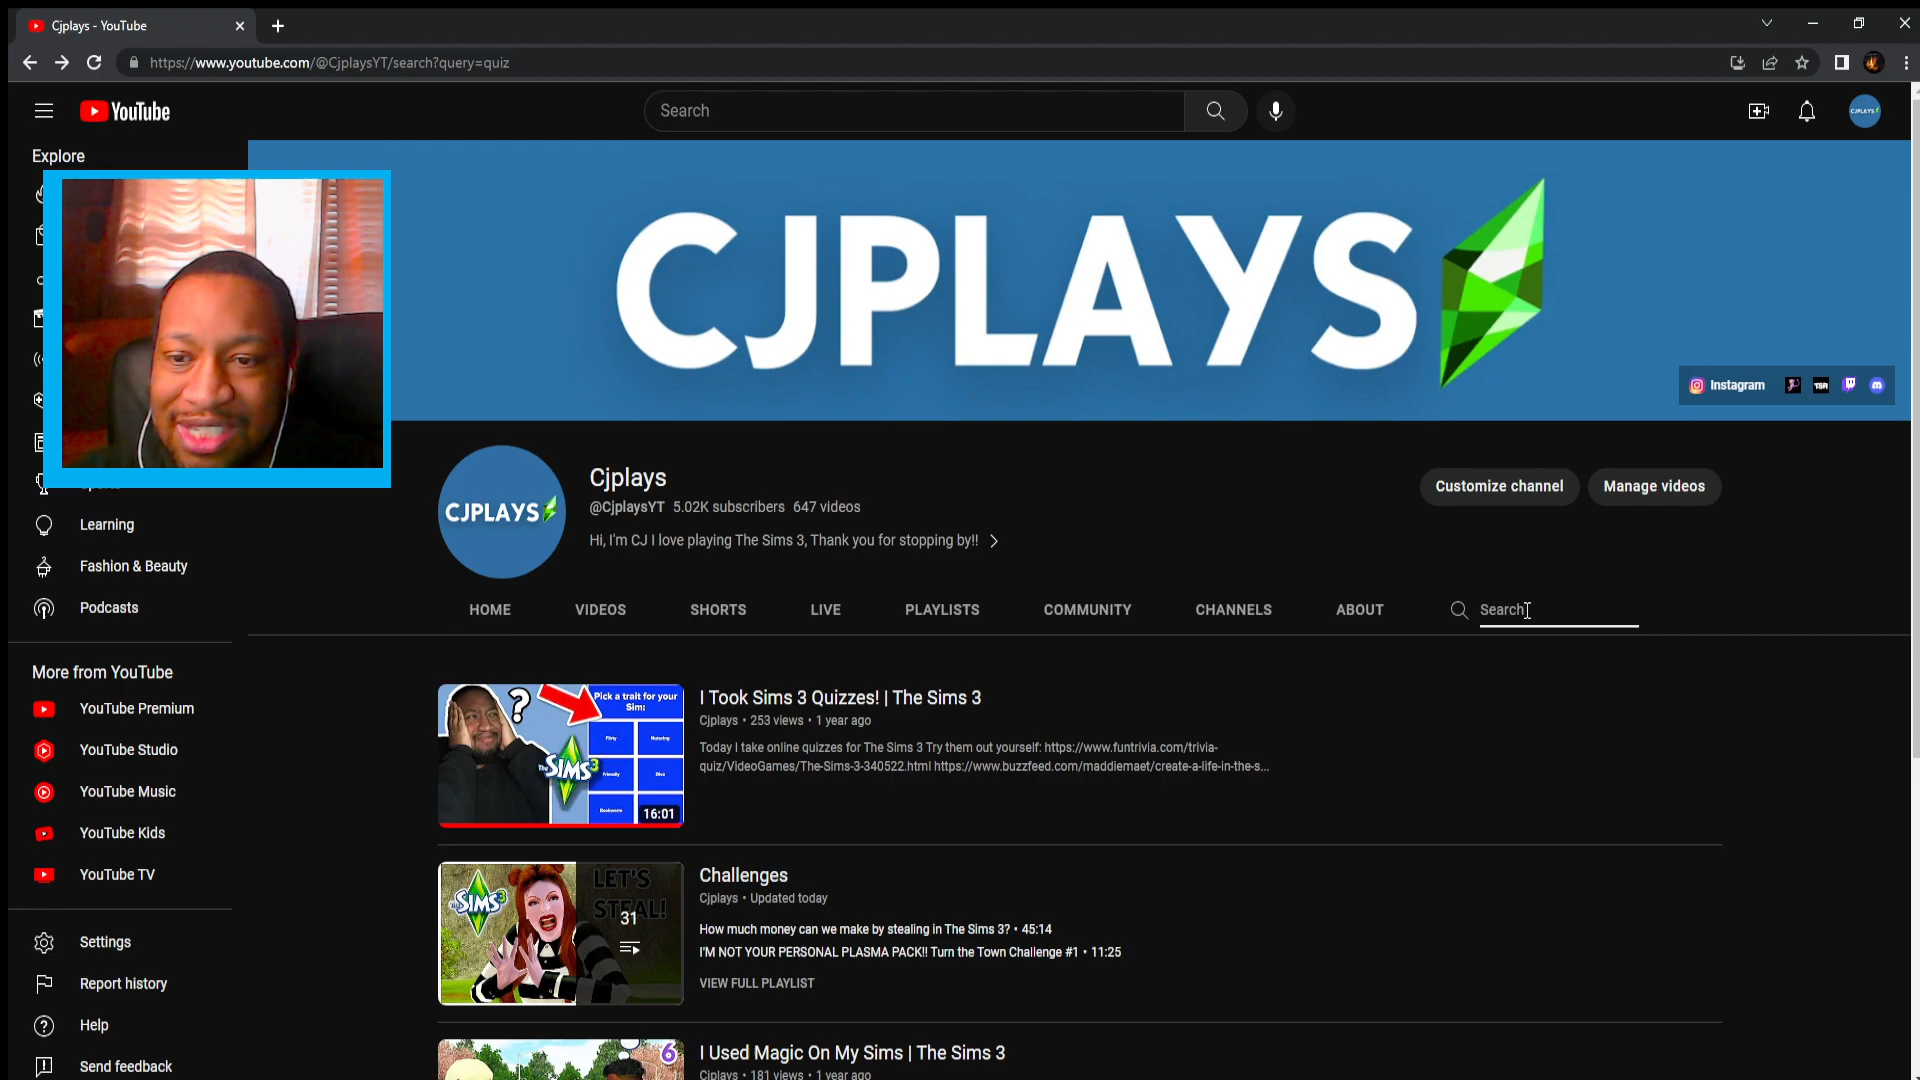 Cjplays - YouTube
https://www.youtube.com/@CjplaysYT/search?query=quiz
YouTube
Search
CJPLAYS
Explore
CJPLAYS
Instagram
TSR
Learning
Fashion & Beauty
Podcasts
More from YouTube
YouTube Premium
YouTube Studio
YouTube Music
YouTube Kids
YouTube TV
Settings
Report history
Help
Send feedback
CJPLAYS
Cjplays
@CjplaysYT 5.02K subscribers 647 videos
Hi, I'm CJ I love playing The Sims 3, Thank you for stopping by!!
Customize channel
Manage videos
HOME VIDEOS SHORTS LIVE PLAYLISTS COMMUNITY CHANNELS ABOUT Search
?
Pick a trait for your
Sim:
Flirty
Nurturing
Friendly
Bookworm
THE SIMS 3
16:01
I Took Sims 3 Quizzes! | The Sims 3
Cjplays • 253 views • 1 year ago
Today I take online quizzes for The Sims 3 Try them out yourself: https://www.funtrivia.com/trivia-
quiz/VideoGames/The-Sims-3-340522.html https://www.buzzfeed.com/maddiemaet/create-a-life-in-the-s...
THE SIMS 3
LET'S
STEAL!
31
Challenges
Cjplays • Updated today
How much money can we make by stealing in The Sims 3? • 45:14
I'M NOT YOUR PERSONAL PLASMA PACK!! Turn the Town Challenge #1 • 11:25
VIEW FULL PLAYLIST
6
I Used Magic On My Sims | The Sims 3
Cjplays • 181 views • 1 year ago